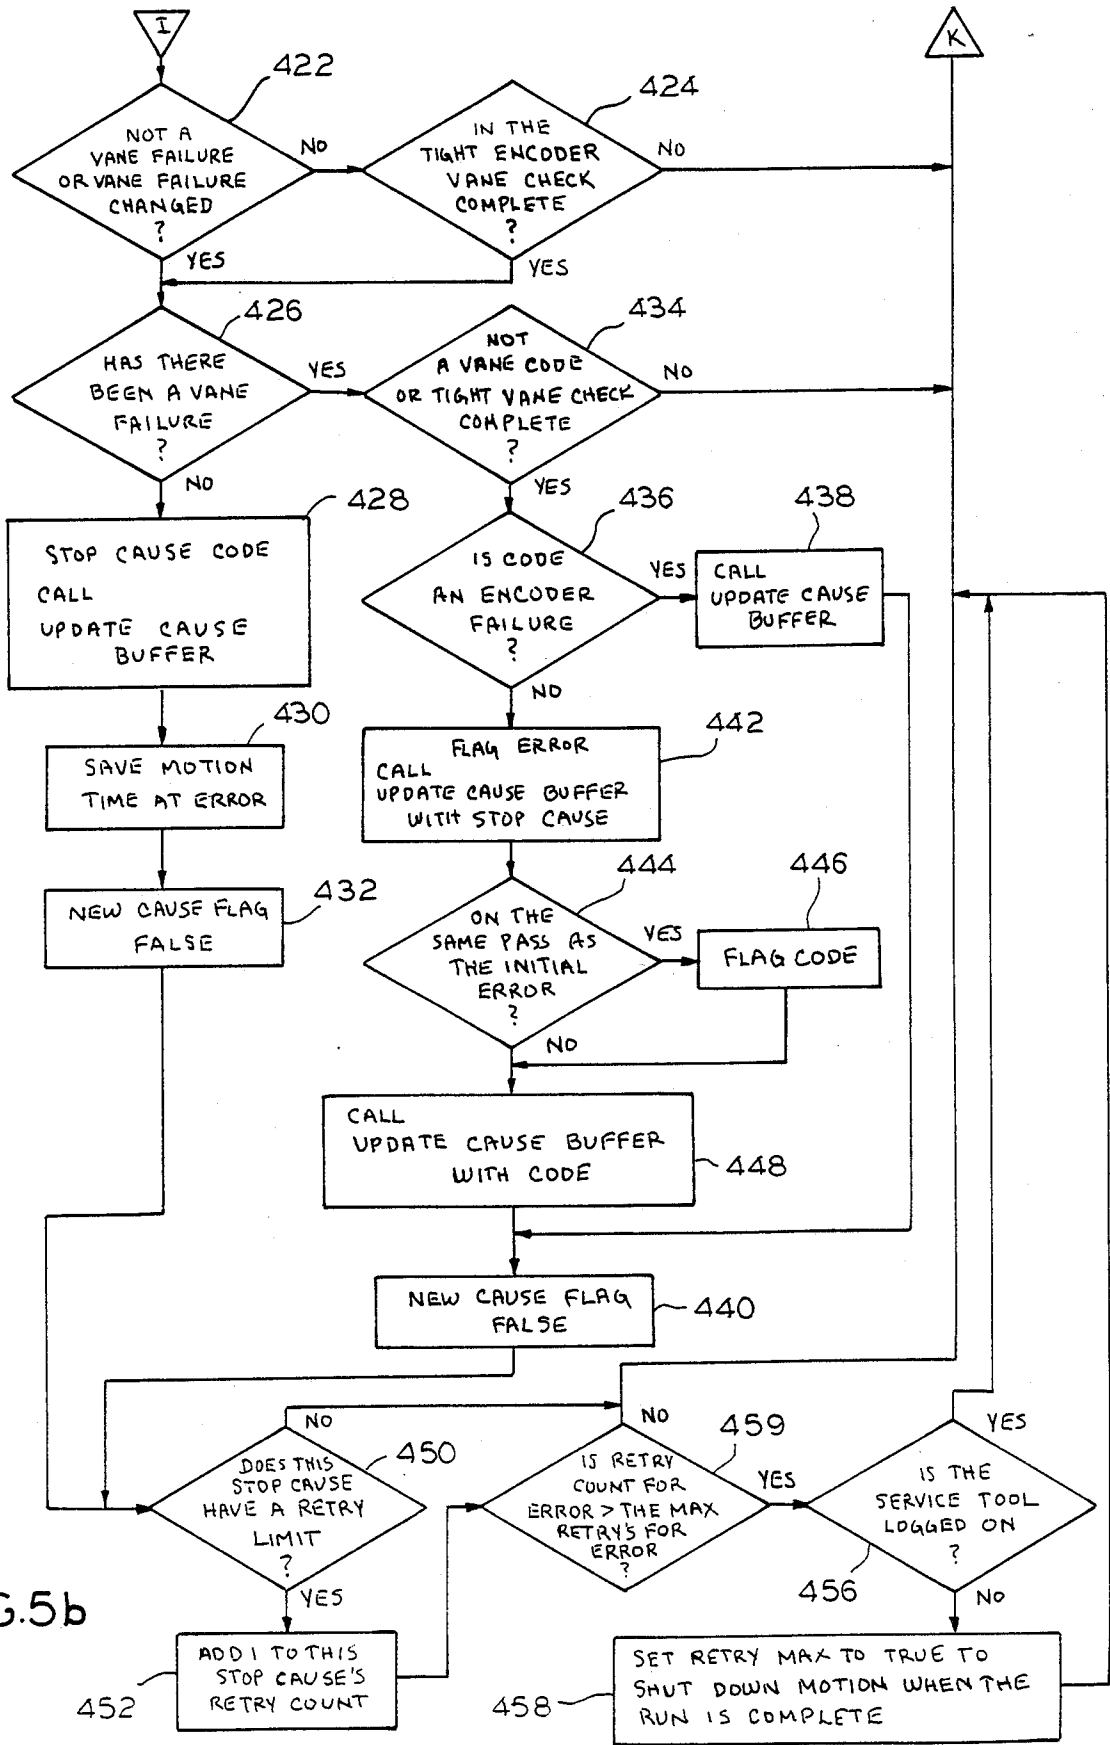 I
K
422
NOT A
VANE FAILURE
OR VANE FAILURE
CHANGED
?
NO
YES
424
IN THE
TIGHT ENCODER
VANE CHECK
COMPLETE
?
NO
YES
426
HAS THERE
BEEN A VANE
FAILURE
?
YES
NO
434
NOT
A VANE CODE
OR TIGHT VANE CHECK
COMPLETE
?
NO
YES
428
STOP CAUSE CODE
CALL
UPDATE CAUSE
BUFFER
436
IS CODE
AN ENCODER
FAILURE
?
YES
NO
438
CALL
UPDATE CAUSE
BUFFER
430
SAVE MOTION
TIME AT ERROR
442
FLAG ERROR
CALL
UPDATE CAUSE BUFFER
WITH STOP CAUSE
432
NEW CAUSE FLAG
FALSE
444
ON THE
SAME PASS AS
THE INITIAL
ERROR
?
YES
NO
446
FLAG CODE
CALL
UPDATE CAUSE BUFFER
WITH CODE
448
NEW CAUSE FLAG
FALSE
440
NO
450
DOES THIS
STOP CAUSE
HAVE A RETRY
LIMIT
?
YES
NO
459
IS RETRY
COUNT FOR
ERROR > THE MAX
RETRY'S FOR
ERROR
?
YES
YES
IS THE
SERVICE TOOL
LOGGED ON
?
456
NO
G.5b
452
ADD 1 TO THIS
STOP CAUSE'S
RETRY COUNT
458
SET RETRY MAX TO TRUE TO
SHUT DOWN MOTION WHEN THE
RUN IS COMPLETE